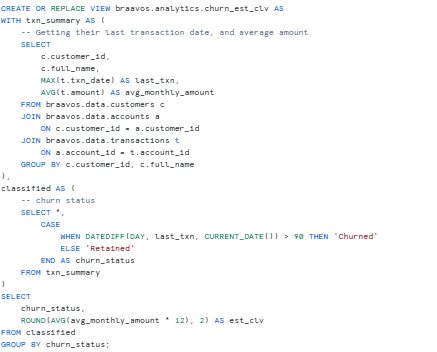 CREATE OR REPLACE VIEW braavos.analytics.churn_est_clv AS
WITH txn_summary AS (
    -- Getting their last transaction date, and average amount
    SELECT
        c.customer_id,
        c.full_name,
        MAX(t.txn_date) AS last_txn,
        AVG(t.amount) AS avg_monthly_amount
    FROM braavos.data.customers c
    JOIN braavos.data.accounts a
        ON c.customer_id = a.customer_id
    JOIN braavos.data.transactions t
        ON a.account_id = t.account_id
    GROUP BY c.customer_id, c.full_name
),
classified AS (
    -- churn status
    SELECT *,
        CASE
            WHEN DATEDIFF(DAY, last_txn, CURRENT_DATE()) > 90 THEN 'Churned'
            ELSE 'Retained'
        END AS churn_status
    FROM txn_summary
)
SELECT
    churn_status,
    ROUND(AVG(avg_monthly_amount * 12), 2) AS est_clv
FROM classified
GROUP BY churn_status;